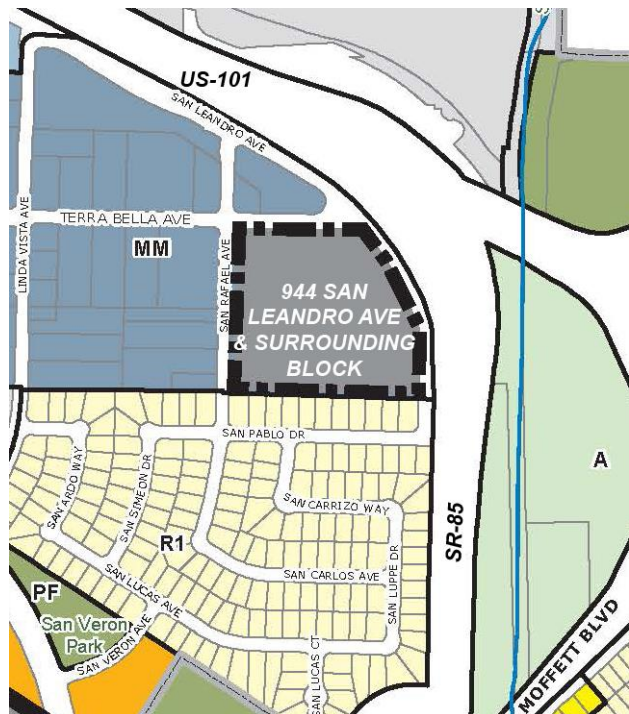 US-101
SAN LEANDRO AVE
TERRA BELLA AVE
LINDA VISTA AVE
MM
SAN RAFAEL AVE
944 SAN
LEANDRO AVE
& SURROUNDING
BLOCK
SAN PABLO DR
SAN ARDO WAY
SAN SIMEON DR
SAN CARRIZO WAY
A
R1
SR-85
SAN CARLOS AVE
SAN LUPPE DR
SAN LUCAS AVE
PF
San Veron
Park
SAN VERON AVE
SAN LUCAS CT
MOFFETT BLVD